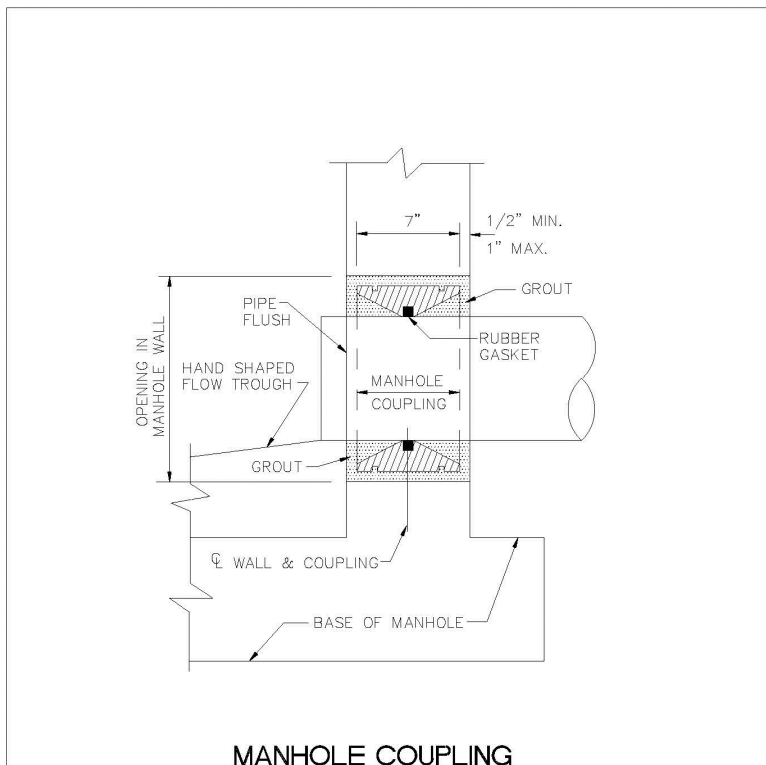 7"
1/2" MIN.
1" MAX.
GROUT
PIPE
FLUSH
RUBBER
GASKET
OPENING IN
MANHOLE WALL
HAND SHAPED
FLOW TROUGH
MANHOLE
COUPLING
GROUT
℄ WALL & COUPLING
BASE OF MANHOLE
MANHOLE COUPLING